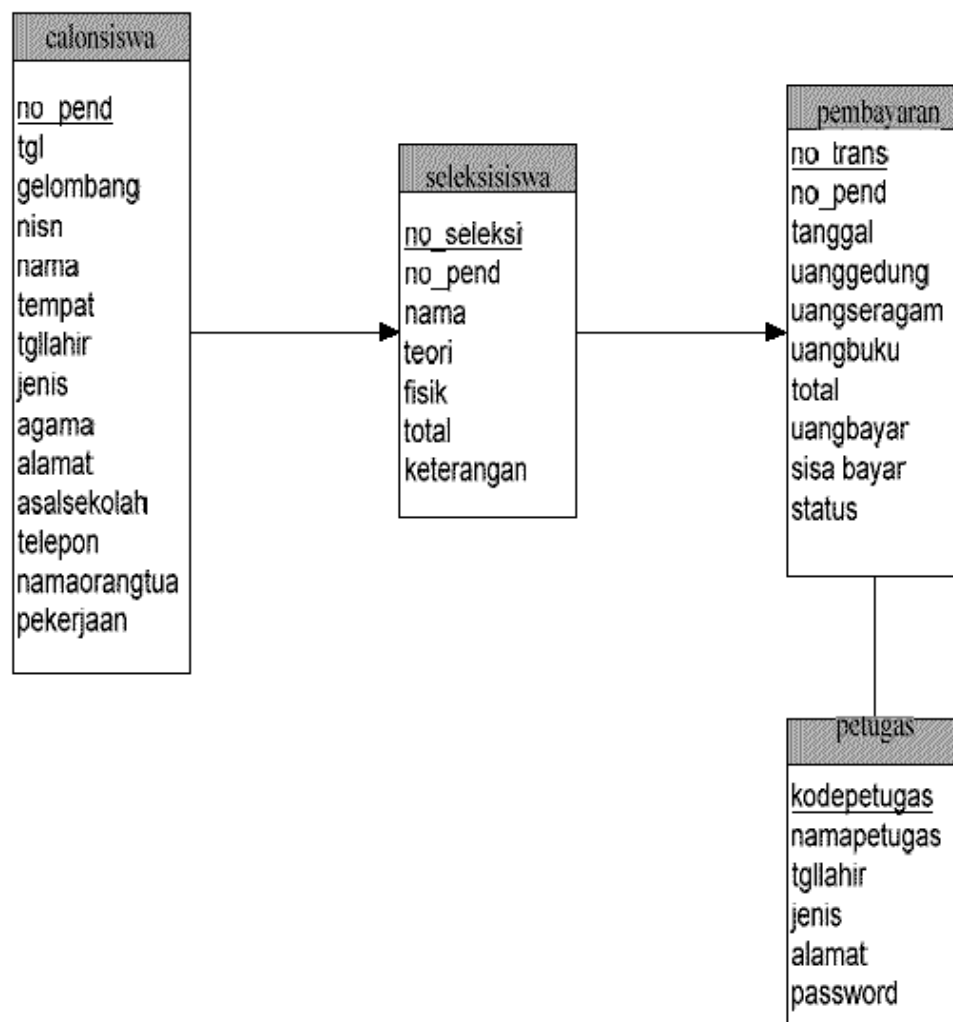 calonsiswa
no_pend
tgl
gelombang
nisn
nama
tempat
tgllahir
jenis
agama
alamat
asalsekolah
telepon
namaorangtua
pekerjaan
seleksisiswa
no_seleksi
no_pend
nama
teori
fisik
total
keterangan
pembayaran
no_trans
no_pend
tanggal
uanggedung
uangseragam
uangbuku
total
uangbayar
sisa bayar
status
petugas
kodepetugas
namapetugas
tgllahir
jenis
alamat
password